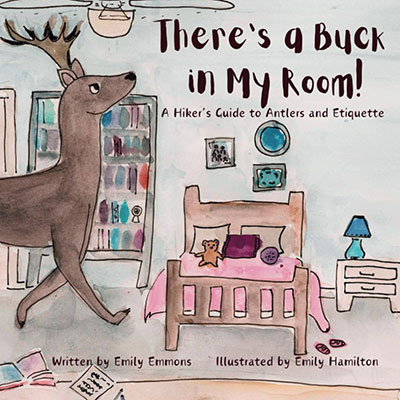 There's a Buck
in My Room!
A Hiker's Guide to Antlers and Etiquette
Written by Emily Emmons Illustrated by Emily Hamilton